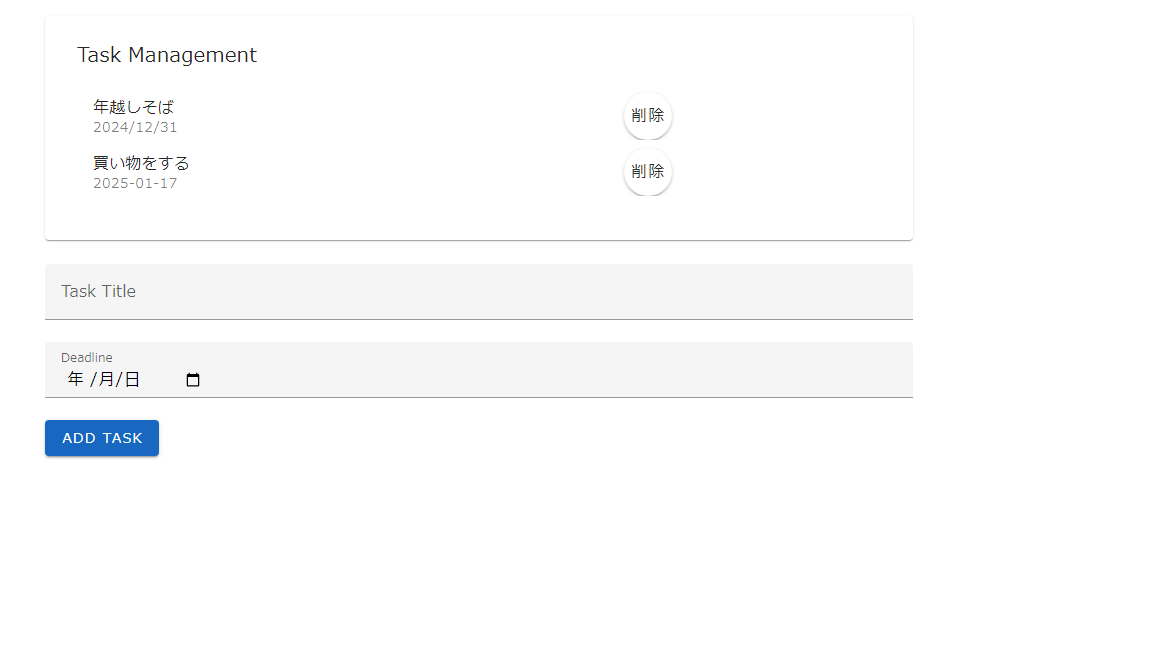 Task Management
年越しそば
2024/12/31
削除
買い物をする
2025-01-17
削除
Task Title
Deadline
年 /月/日
ADD TASK